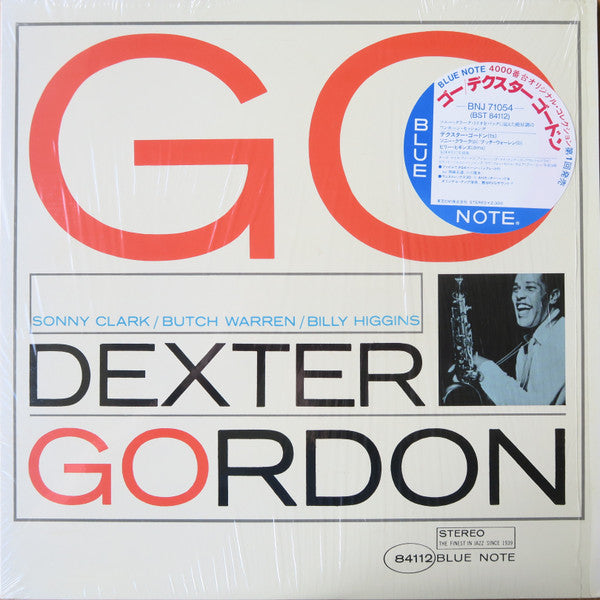 GO
BLUE NOTE 4000番台オリジナル・コレクション第1回発売
ゴー/デクスター・ゴードン
BNJ 71054
(BST 84112)
デクスター・ゴードン(ts)
ソニー・クラーク(p) ブッチ・ウォーレン(b)
ビリー・ヒギンズ(drs)
BLUE
NOTE®
SONNY CLARK/BUTCH WARREN/BILLY HIGGINS
DEXTER
GORDON
STEREO
THE FINEST IN JAZZ SINCE 1939
84112 BLUE NOTE